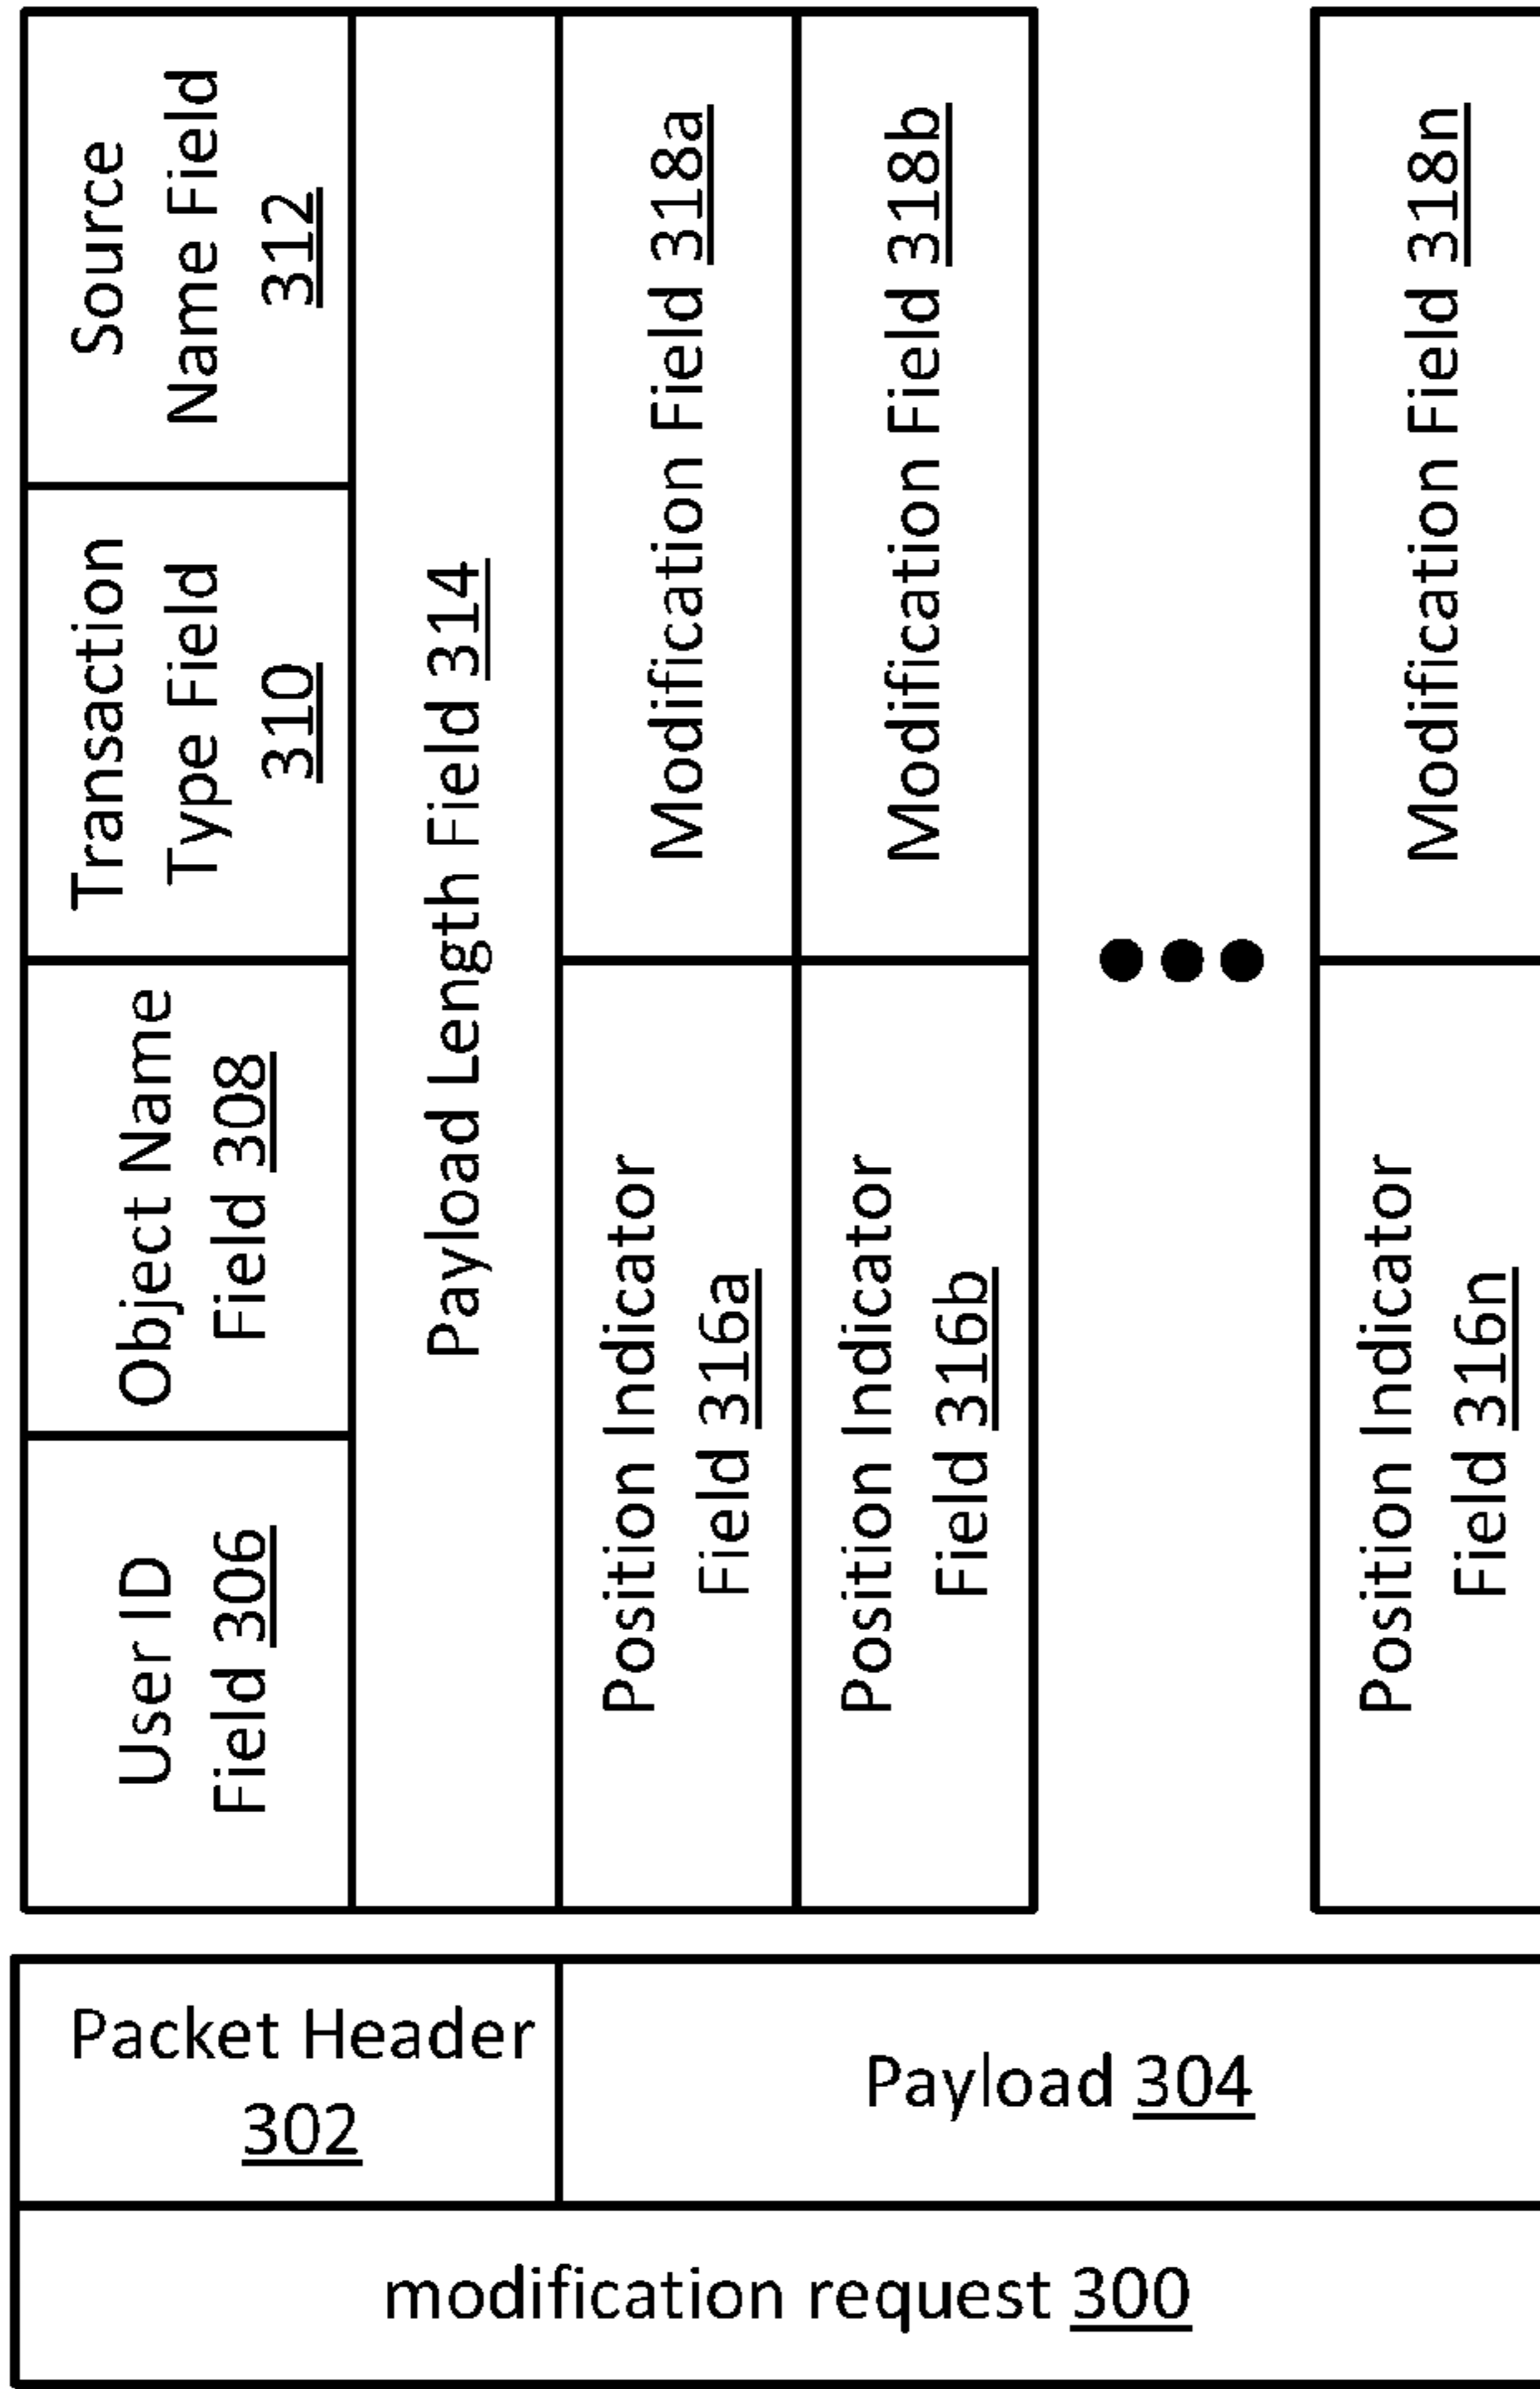 modification request 300
Packet Header
302
Payload 304
User ID
Field 306
Object Name
Field 308
Transaction
Type Field
310
Source
Name Field
312
Payload Length Field 314
Position Indicator
Field 316a
Modification Field 318a
Position Indicator
Field 316b
Modification Field 318b
Position Indicator
Field 316n
Modification Field 318n